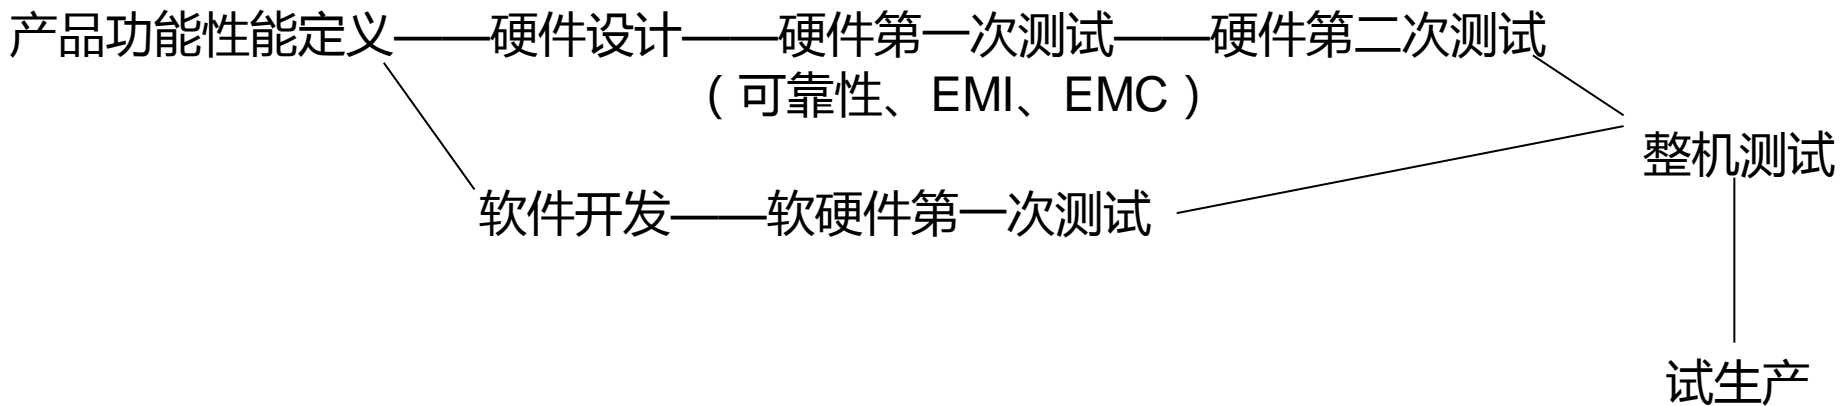 产品功能性能定义——硬件设计——硬件第一次测试——硬件第二次测试
（可靠性、EMI、EMC）
整机测试
软件开发——软硬件第一次测试
试生产